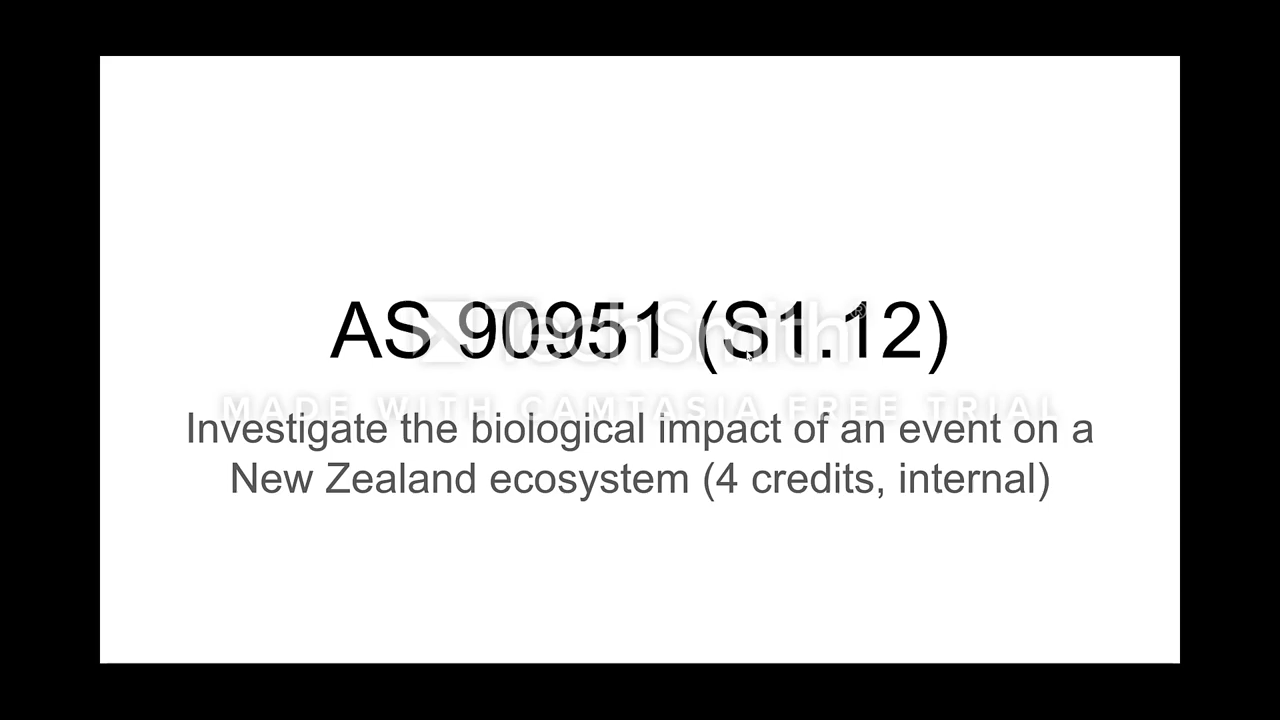 AS 90951 (S1.12)
TechSmith
MADE WITH CAMTASIA FREE TRIAL
Investigate the biological impact of an event on a
New Zealand ecosystem (4 credits, internal)